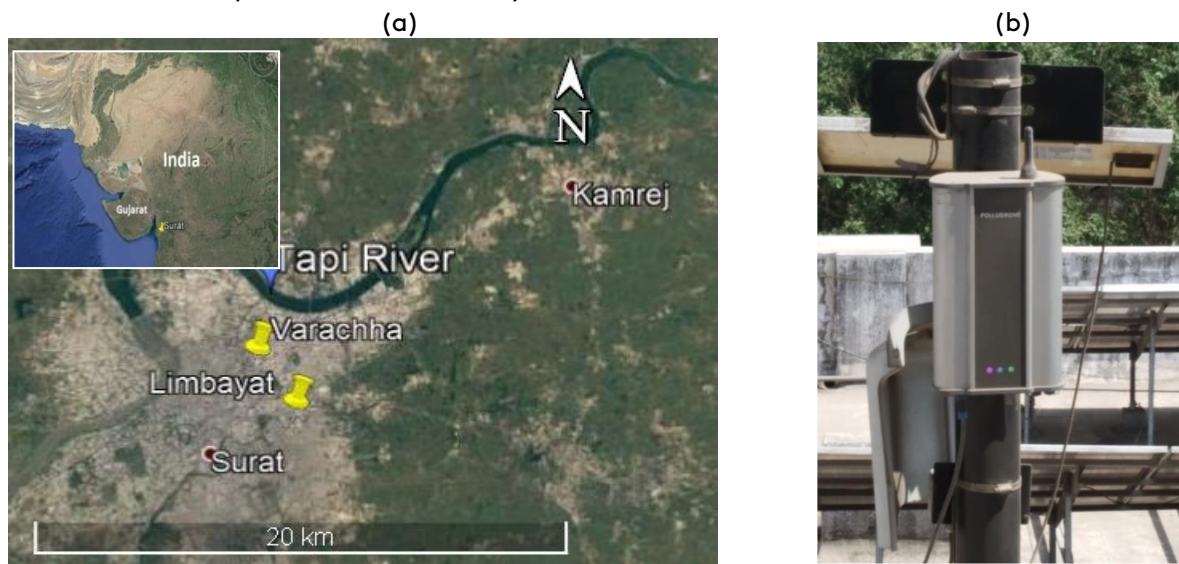 (a)
(b)
India
Gujarat
Surat
N
Kamrej
Tapi River
Varachha
Limbayat
Surat
20 km
POLLUDRONE